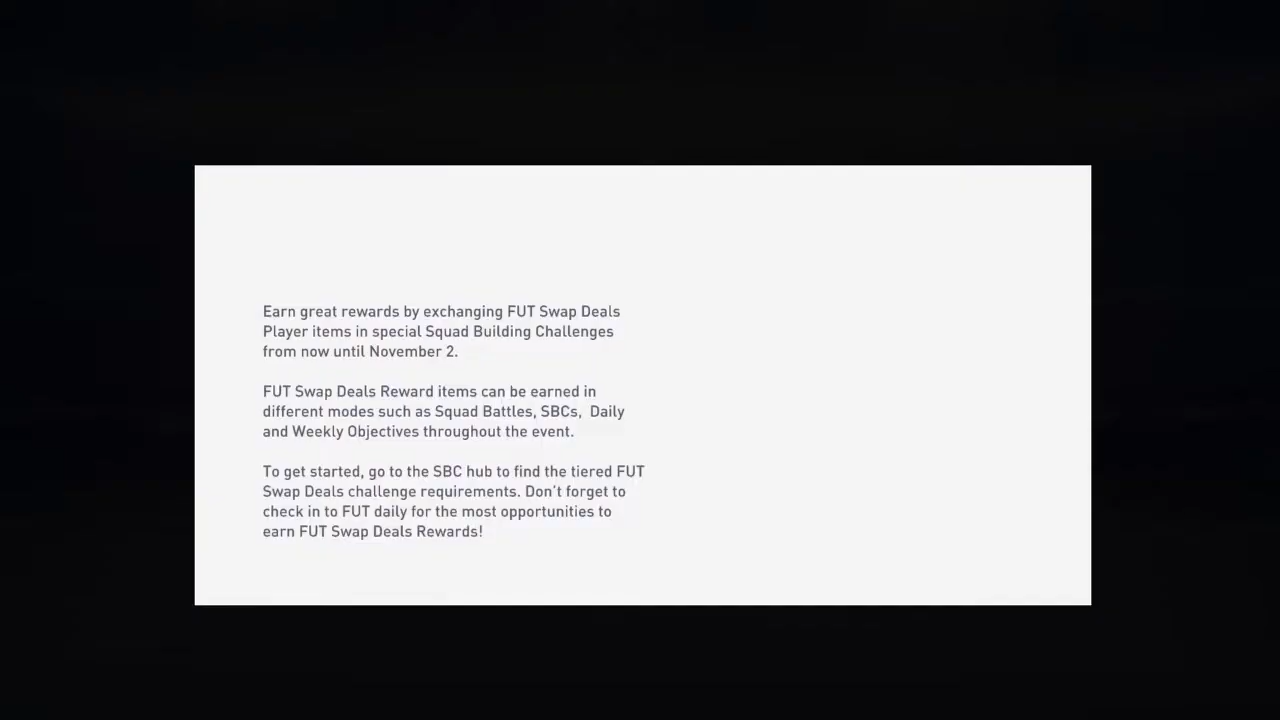 Earn great rewards by exchanging FUT Swap Deals
Player items in special Squad Building Challenges
from now until November 2.
FUT Swap Deals Reward items can be earned in
different modes such as Squad Battles, SBCs,  Daily
and Weekly Objectives throughout the event.
To get started, go to the SBC hub to find the tiered FUT
Swap Deals challenge requirements. Don't forget to
check in to FUT daily for the most opportunities to
earn FUT Swap Deals Rewards!